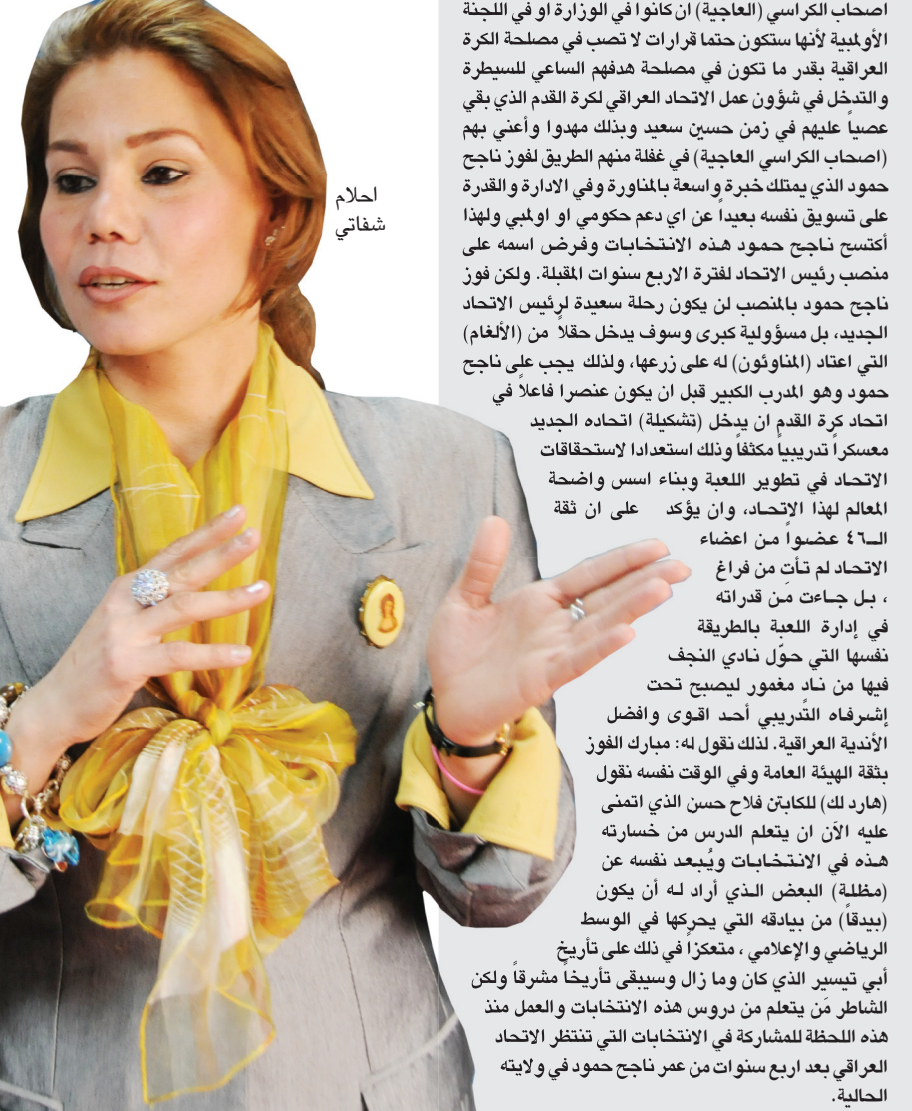 اصحاب الكراسي (العاجية) ان كانوا في الوزارة او في اللجنة
الأولمبية لأنها ستكون حتما قرارات لا تصب في مصلحة الكرة
العراقية بقدر ما تكون في مصلحة هدفهم الساعي للسيطرة
والتدخل في شؤون عمل الاتحاد العراقي لكرة القدم الذي بقي
عصياً عليهم في زمن حسين سعيد وبذلك مهدوا وأعني بهم
(اصحاب الكراسي العاجية) في غفلة منهم الطريق لفوز ناجح
حمود الذي يمتلك خبرة واسعة بالمناورة وفي الادارة والقدرة
على تسويق نفسه بعيداً عن اي دعم حكومي او اولمبي ولهذا
أكتسح ناجح حمود هذه الانتخابات وفرض اسمه على
منصب رئيس الاتحاد لفترة الاربع سنوات المقبلة. ولكن فوز
ناجح حمود بالمنصب لن يكون رحلة سعيدة لرئيس الاتحاد
الجديد، بل مسؤولية كبرى وسوف يدخل حقلاً من (الألغام)
التي اعتاد (المناوئون) له على زرعها، ولذلك يجب على ناجح
حمود وهو المدرب الكبير قبل ان يكون عنصرا فاعلاً في
اتحاد كرة القدم ان يدخل (تشكيلة) اتحاده الجديد
معسكراً تدريبياً مكثفاً وذلك استعدادا لاستحقاقات
الاتحاد في تطوير اللعبة وبناء اسس واضحة
المعالم لهذا الاتحاد، وان يؤكد على ان ثقة
الـ٤٦ عضواً من اعضاء
الاتحاد لم تأتِ من فراغ
، بل جاءت مَن قدراته
في إدارة اللعبة بالطريقة
نفسها التي حوّل نادي النجف
فيها من ناد مغمور ليصبح تحت
إشرفاه التدريبي أحد اقوى وافضل
الأندية العراقية. لذلك نقول له: مبارك الفوز
بثقة الهيئة العامة وفي الوقت نفسه نقول
(هارد لك) للكابتن فلاح حسن الذي اتمنى
عليه الآن ان يتعلم الدرس من خسارته
هذه في الانتخابات ويُبعد نفسه عن
(مظلة) البعض الذي أراد له أن يكون
(بيدقاً) من بيادقه التي يحركها في الوسط
الرياضي والإعلامي ، متعكزاً في ذلك على تأريخ
أبي تيسير الذي كان وما زال وسيبقى تأريخاً مشرقاً ولكن
الشاطر مَن يتعلم من دروس هذه الانتخابات والعمل منذ
هذه اللحظة للمشاركة في الانتخابات التي تنتظر الاتحاد
العراقي بعد اربع سنوات من عمر ناجح حمود في ولايته
الحالية.
احلام
شفاتي